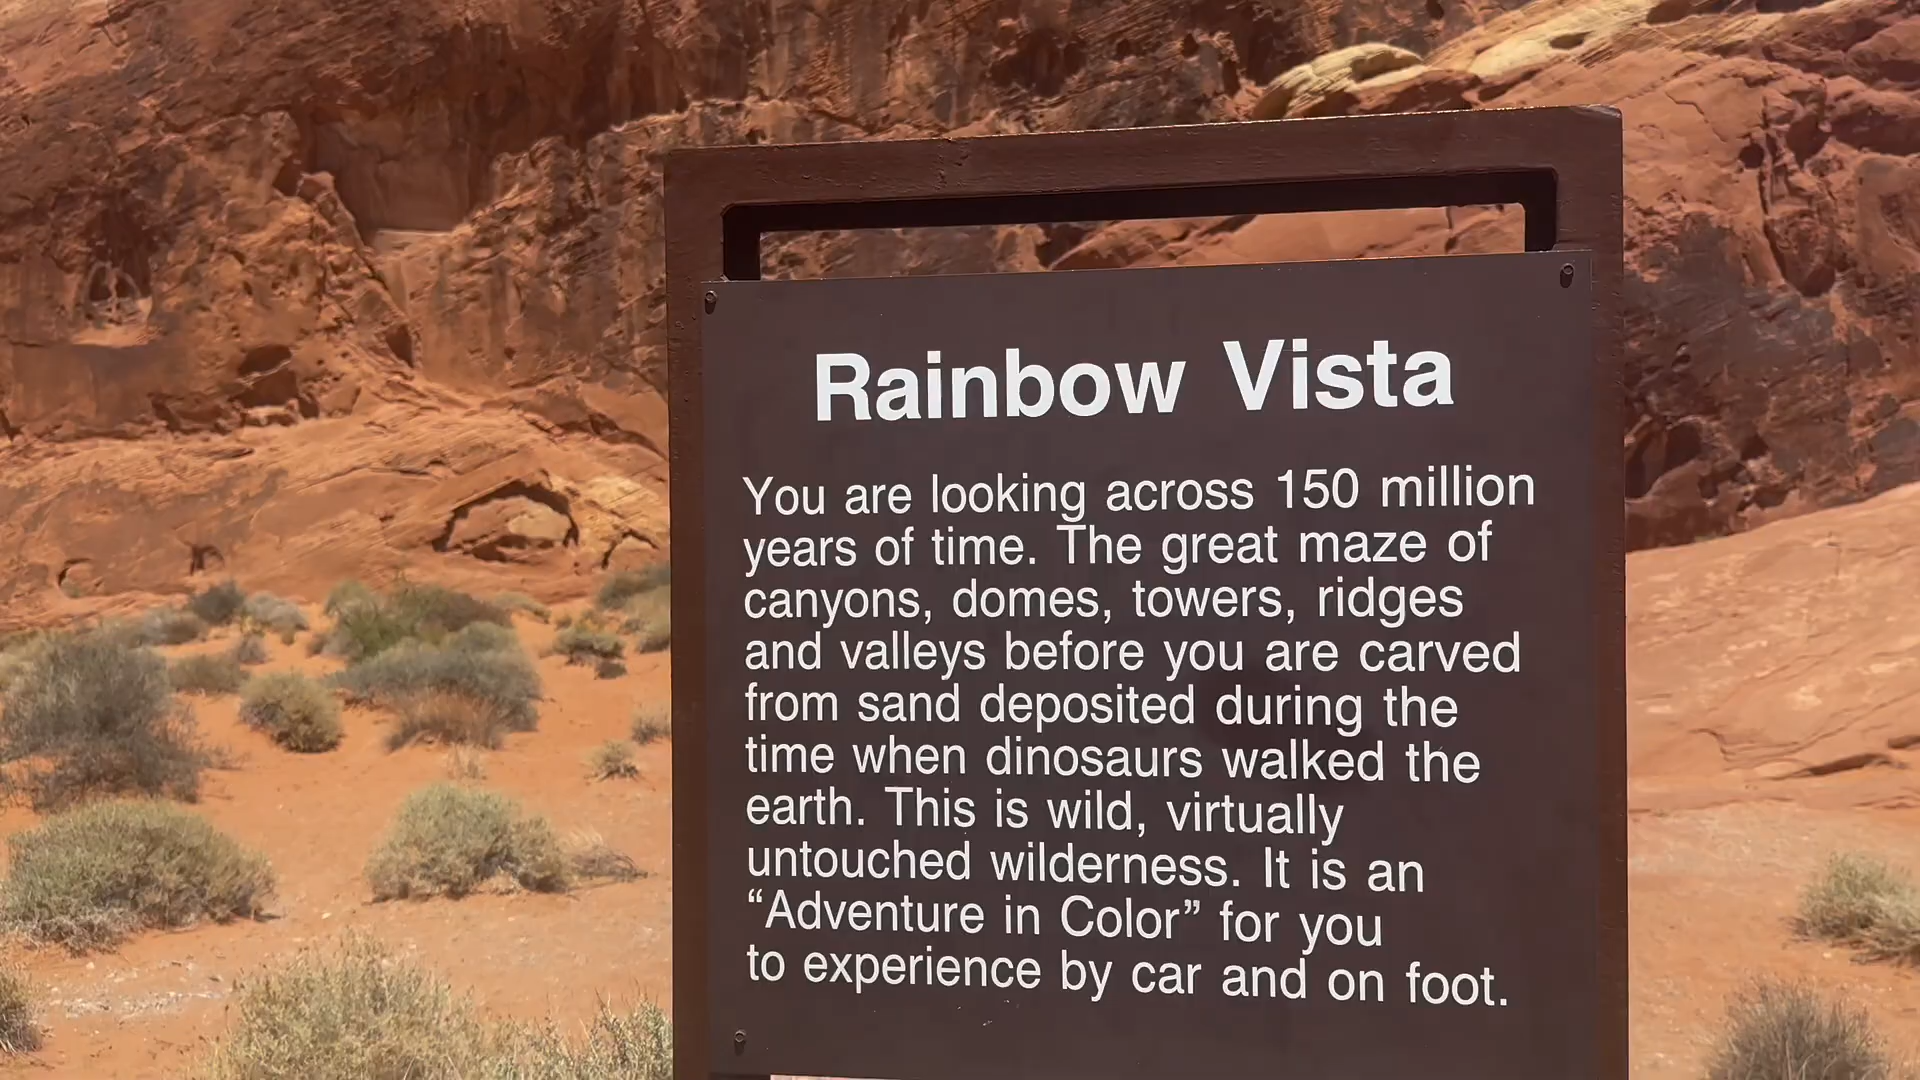 Rainbow Vista
You are looking across 150 million
years of time. The great maze of
canyons, domes, towers, ridges
and valleys before you are carved
from sand deposited during the
time when dinosaurs walked the
earth. This is wild, virtually
untouched wilderness. It is an
“Adventure in Color” for you
to experience by car and on foot.